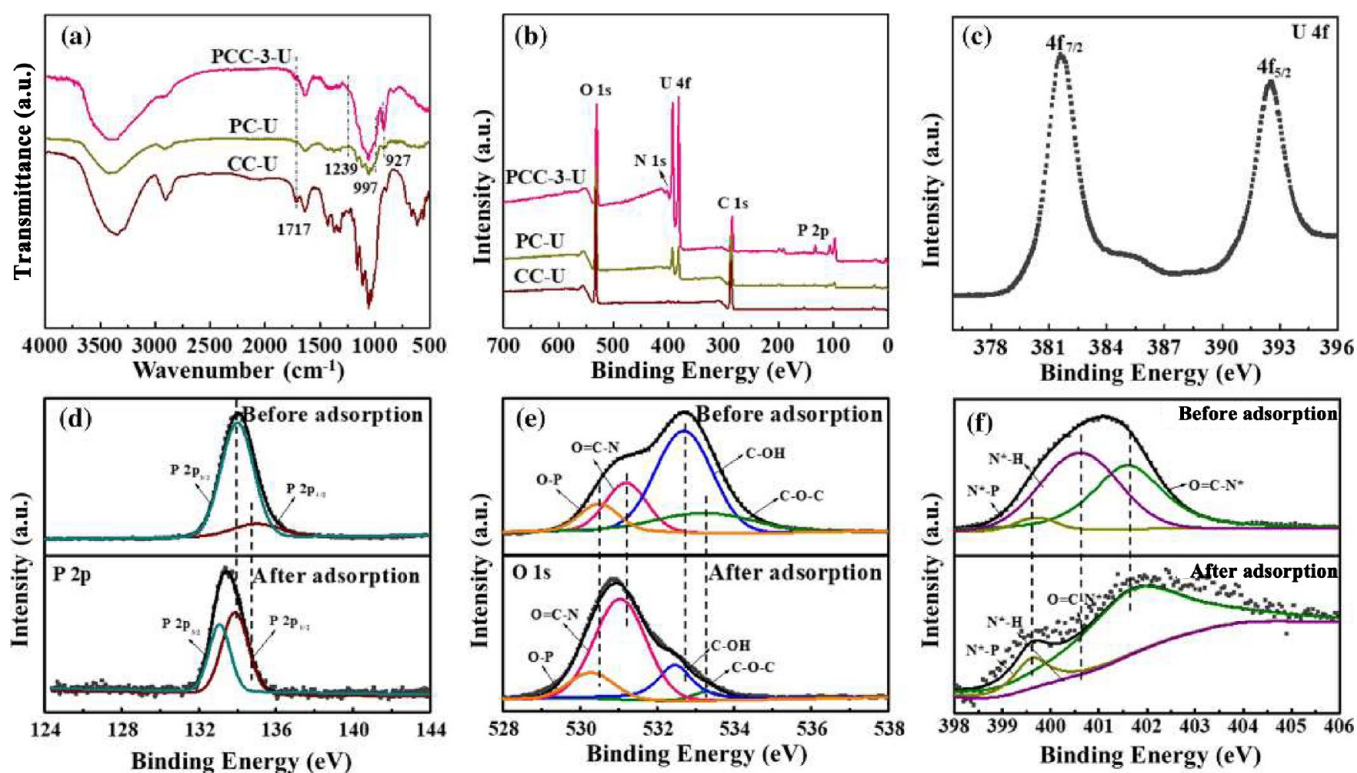 (a)
PCC-3-U
PC-U
CC-U
1239
927
997
1717
Transmittance (a.u.)
4000 3500 3000 2500 2000 1500 1000 500
Wavenumber (cm⁻¹)
(b)
O 1s
U 4f
N 1s
PCC-3-U
C 1s
P 2p
PC-U
CC-U
Intensity (a.u.)
700 600 500 400 300 200 100 0
Binding Energy (eV)
(c)
U 4f
4f7/2
4f5/2
Intensity (a.u.)
378 381 384 387 390 393 396
Binding Energy (eV)
(d)
Before adsorption
P 2p3/2
P 2p1/2
P 2p
After adsorption
P 2p3/2
P 2p1/2
Intensity (a.u.)
124 128 133 136 140 144
Binding Energy (eV)
(e)
Before adsorption
O=C-N
C-OH
O-P
C-O-C
O 1s
After adsorption
O=C-N
C-OH
O-P
C-O-C
Intensity (a.u.)
528 530 532 534 536 538
Binding Energy (eV)
(f)
Before adsorption
N*-H
N*-P
O=C-N*
After adsorption
O=C-N*
N*-H
N*-P
Intensity (a.u.)
398 399 400 401 402 403 404 405 406
Binding Energy (eV)